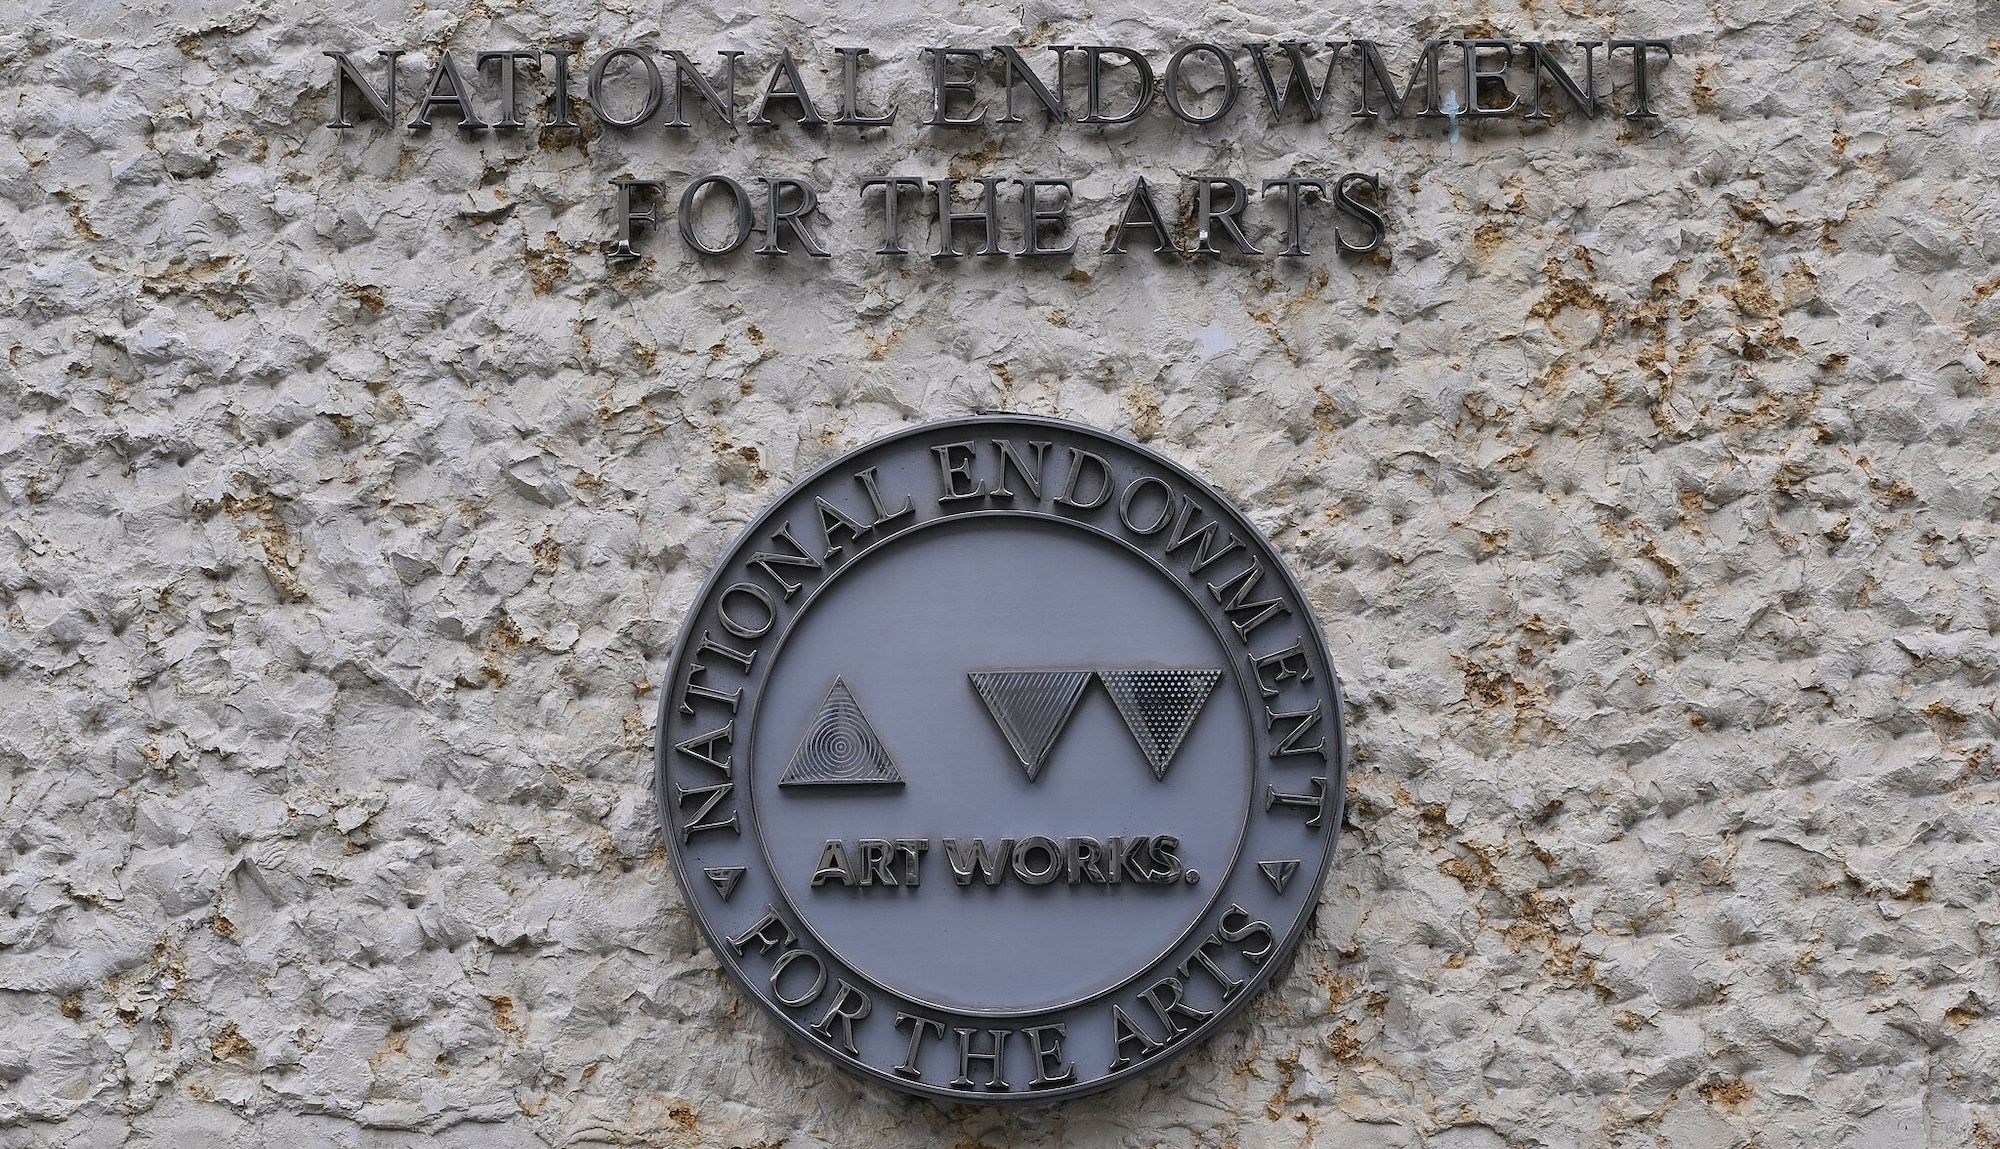 NATIONAL ENDOWMENT
FOR THE ARTS
NATIONAL ENDOWMENT
ART WORKS.
FOR THE ARTS